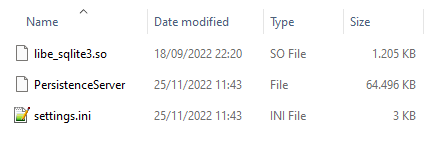 Name Date modified Type Size
libe_sqlite3.so 18/09/2022 22:20 SO File 1.205 KB
PersistenceServer 25/11/2022 11:43 File 64.496 KB
settings.ini 25/11/2022 11:43 INI File 3 KB